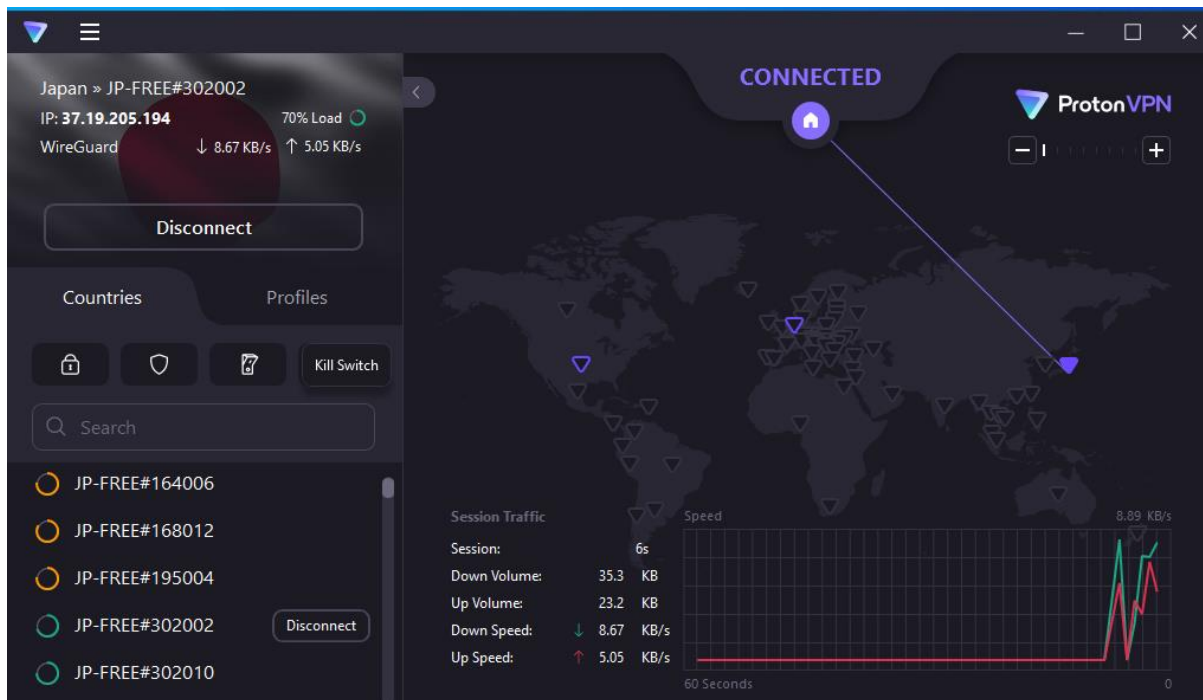 Japan » JP-FREE#302002
IP: 37.19.205.194 70% Load
WireGuard ↓ 8.67 KB/s ↑ 5.05 KB/s
Disconnect
Countries Profiles
Kill Switch
Search
JP-FREE#164006
JP-FREE#168012
JP-FREE#195004
JP-FREE#302002 Disconnect
JP-FREE#302010
CONNECTED
ProtonVPN
Session Traffic
Session: 6s
Down Volume: 35.3 KB
Up Volume: 23.2 KB
Down Speed: ↓ 8.67 KB/s
Up Speed: ↑ 5.05 KB/s
Speed 8.89 KB/s
60 Seconds 0